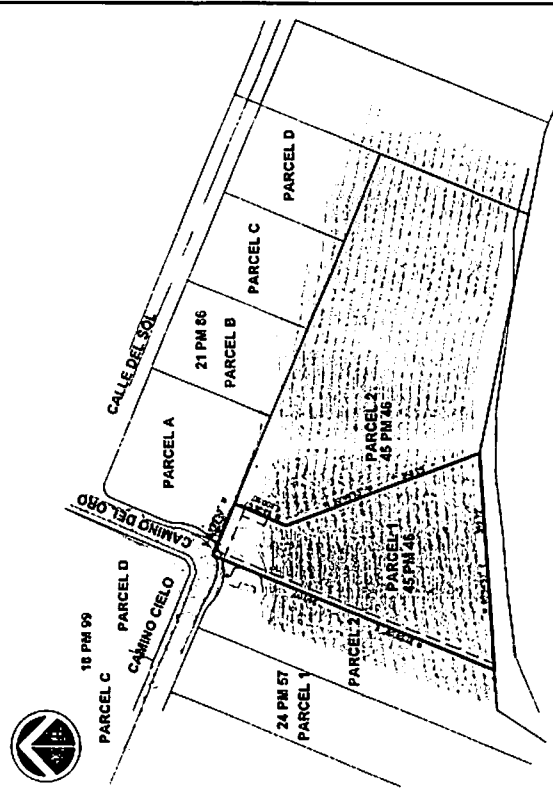 CALLE DEL SOL
CAMINO DEL ORO
CAMINO CIELO
18 PM 99
PARCEL C
PARCEL D
PARCEL A
21 PM 86
PARCEL B
PARCEL C
PARCEL D
24 PM 57
PARCEL 1
PARCEL 2
PARCEL 1
45 PM 46
PARCEL 2
45 PM 46